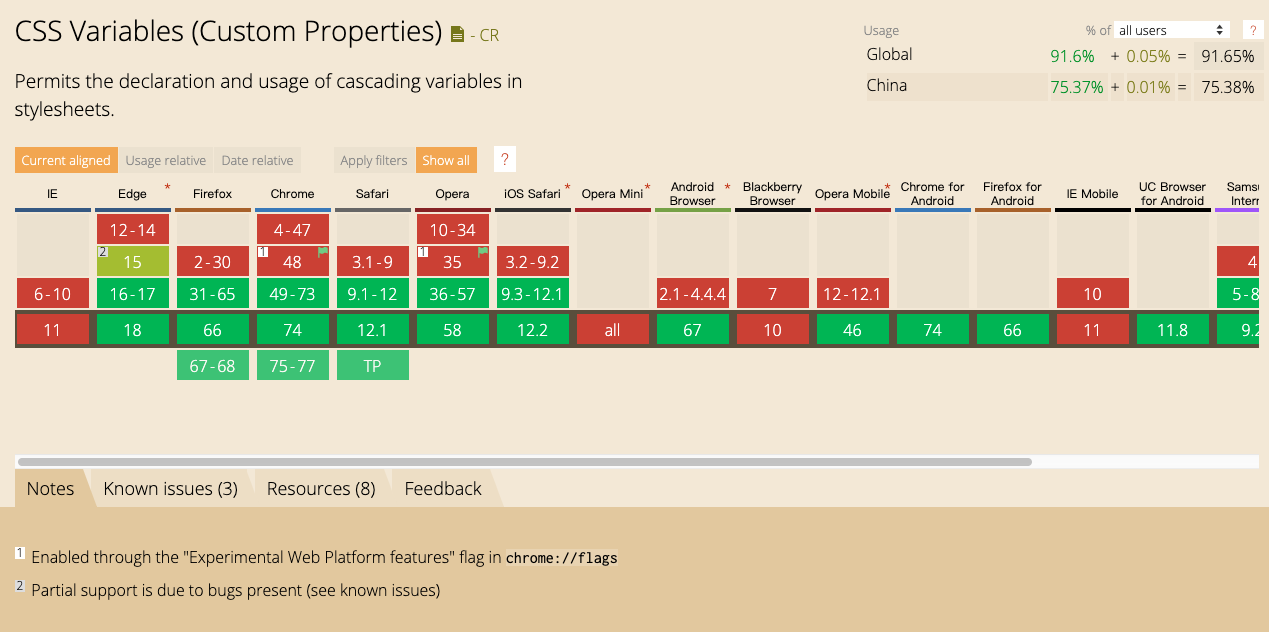 CSS Variables (Custom Properties) - CR
Usage % of all users ?
Global 91.6% + 0.05% = 91.65%
China 75.37% + 0.01% = 75.38%
Permits the declaration and usage of cascading variables in
stylesheets.
Current aligned Usage relative Date relative Apply filters Show all ?
IE Edge * Firefox Chrome Safari Opera iOS Safari * Opera Mini * Android Browser * Blackberry Browser Opera Mobile * Chrome for Android Firefox for Android IE Mobile UC Browser for Android Samsu Intern
12-14 4-47 10-34
2 15 2-30 1 48 3.1-9 1 35 3.2-9.2 4
6-10 16-17 31-65 49-73 9.1-12 36-57 9.3-12.1 2.1-4.4.4 7 12-12.1 10 5-8
11 18 66 74 12.1 58 12.2 all 67 10 46 74 66 11 11.8 9.2
67-68 75-77 TP
Notes Known issues (3) Resources (8) Feedback
1 Enabled through the "Experimental Web Platform features" flag in chrome://flags
2 Partial support is due to bugs present (see known issues)